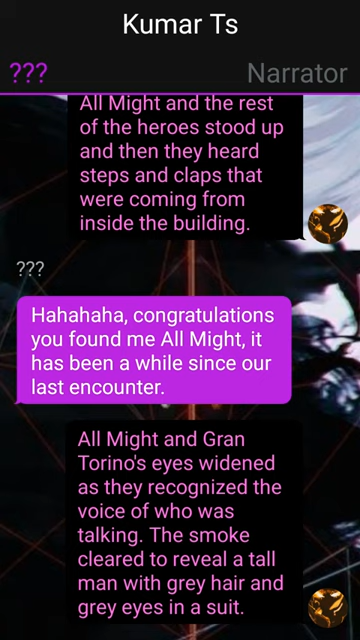 Kumar Ts
??? Narrator
All Might and the rest
of the heroes stood up
and then they heard
steps and claps that
were coming from
inside the building.
???
Hahahaha, congratulations
you found me All Might, it
has been a while since our
last encounter.
All Might and Gran
Torino's eyes widened
as they recognized the
voice of who was
talking. The smoke
cleared to reveal a tall
man with grey hair and
grey eyes in a suit.